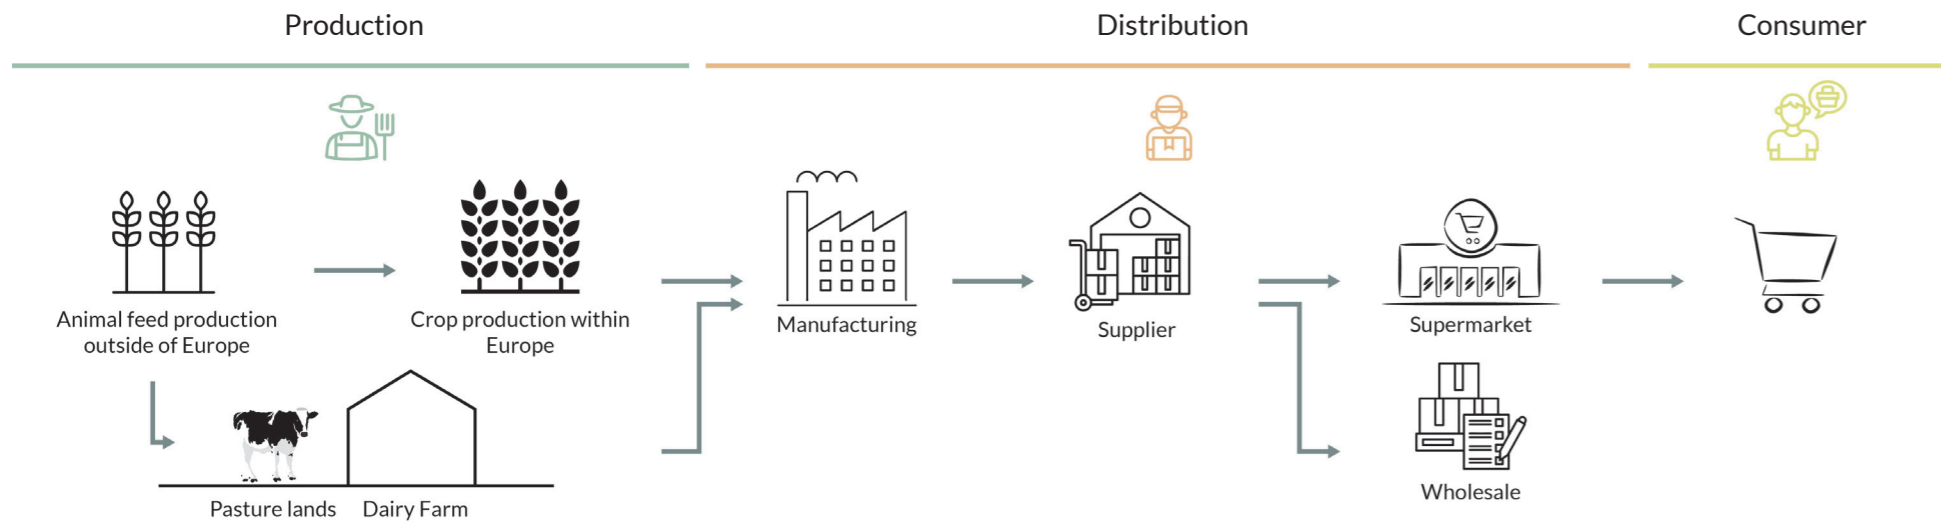 Production
Distribution
Consumer
Animal feed production
outside of Europe
Crop production within
Europe
Manufacturing
Supplier
Supermarket
Wholesale
Pasture lands
Dairy Farm